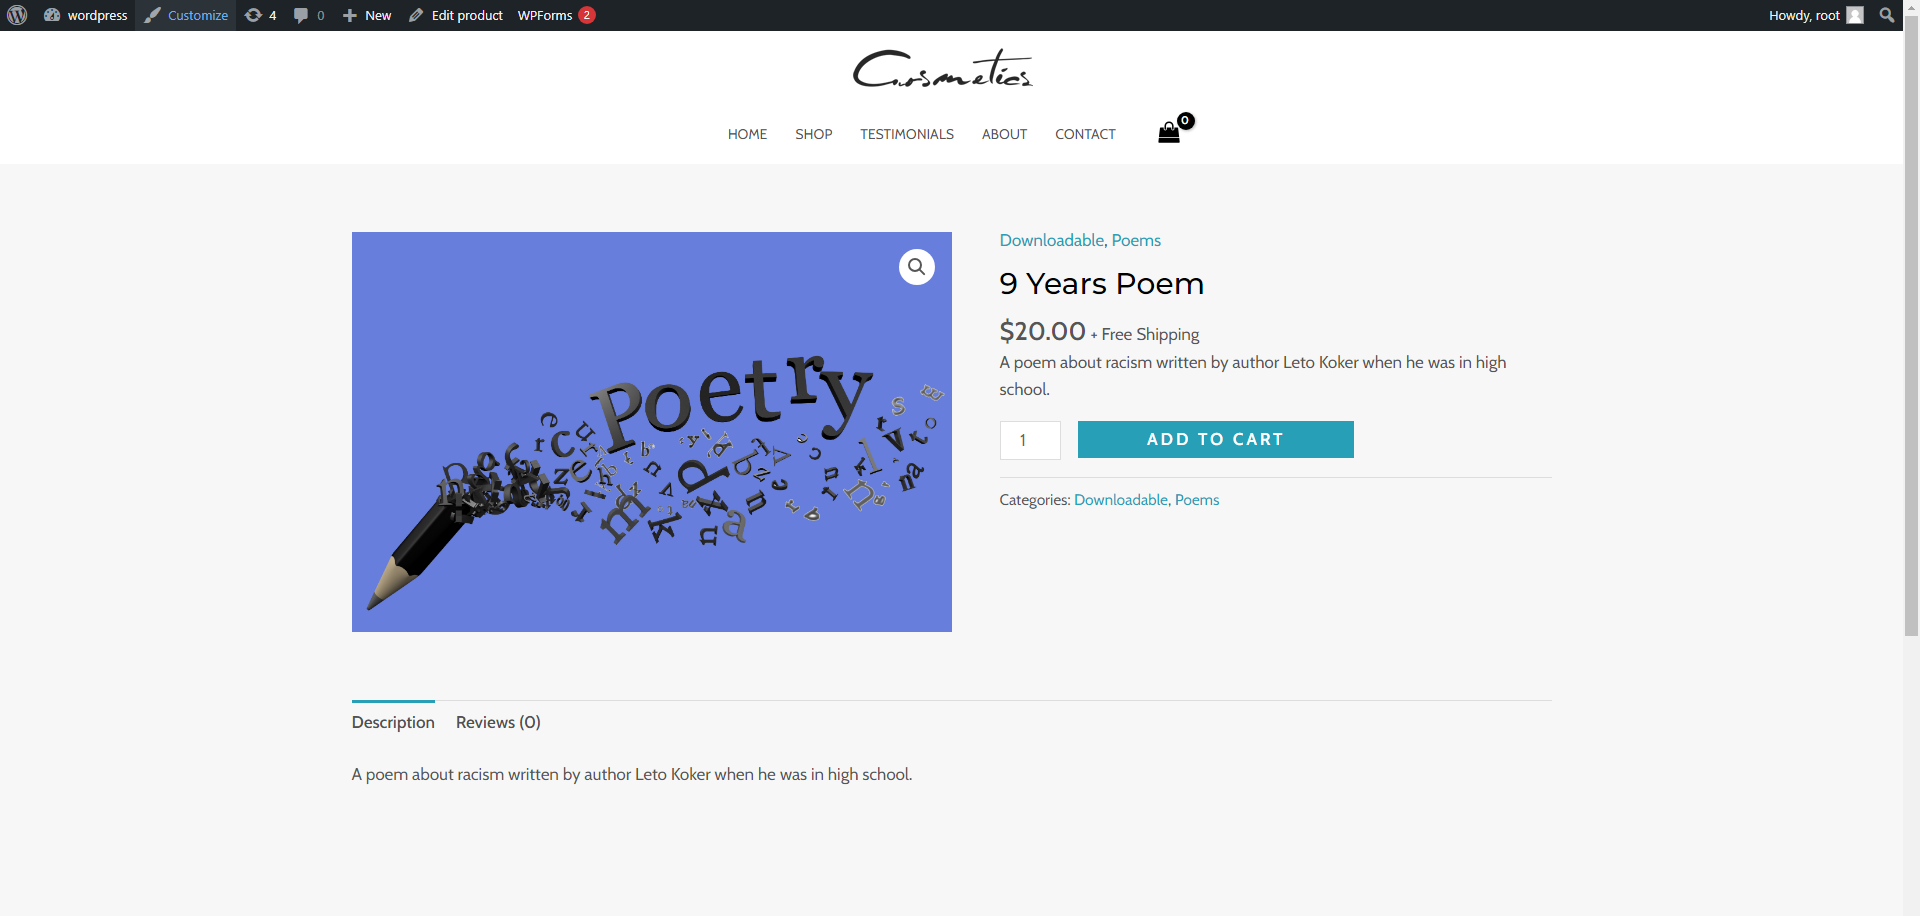 wordpress Customize 4 0 New Edit product WPForms 2 Howdy, root
Cosmetics
HOME SHOP TESTIMONIALS ABOUT CONTACT 0
Downloadable, Poems
9 Years Poem
$20.00 + Free Shipping
A poem about racism written by author Leto Koker when he was in high
school.
1 ADD TO CART
Categories: Downloadable, Poems
Poetry
Description Reviews (0)
A poem about racism written by author Leto Koker when he was in high school.